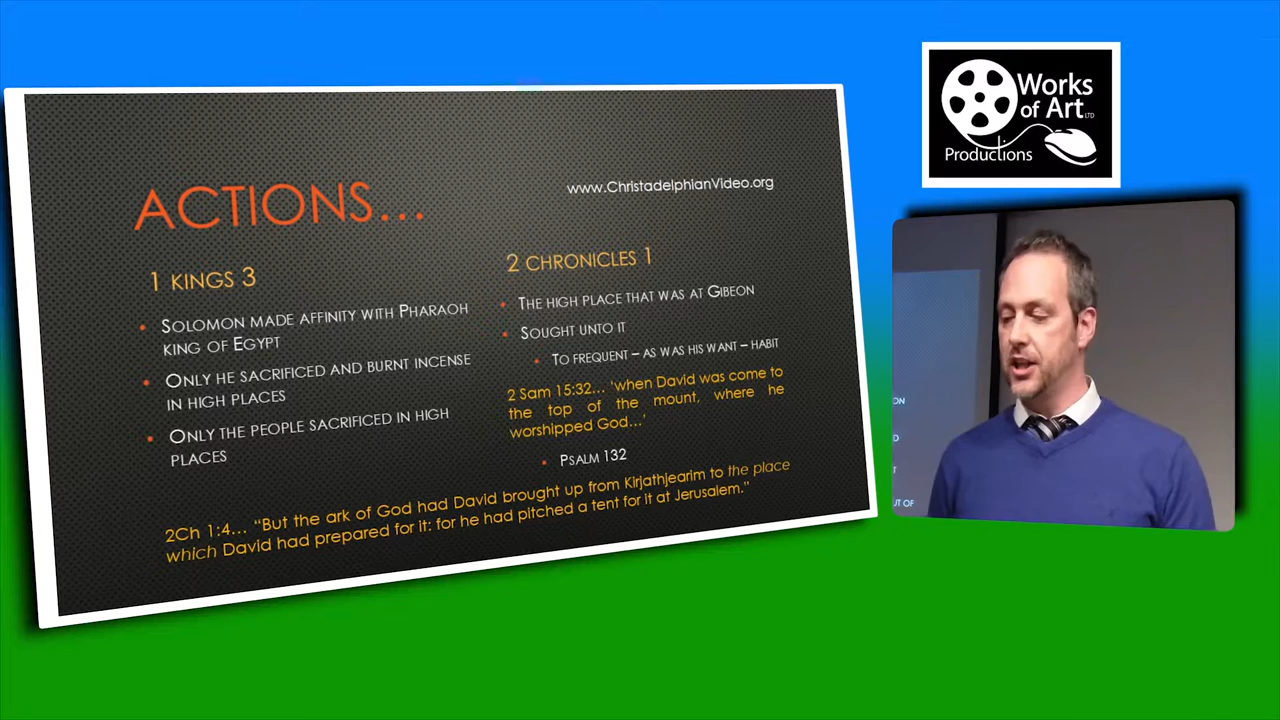 Works
of Art LTD
Productions
www.ChristadelphianVideo.org
ACTIONS...
1 KINGS 3
SOLOMON MADE AFFINITY WITH PHARAOH
KING OF EGYPT
ONLY HE SACRIFICED AND BURNT INCENSE
IN HIGH PLACES
ONLY THE PEOPLE SACRIFICED IN HIGH
PLACES
2 CHRONICLES 1
THE HIGH PLACE THAT WAS AT GIBEON
SOUGHT UNTO IT
TO FREQUENT – AS WAS HIS WANT – HABIT
2 Sam 15:32... 'when David was come to
the top of the mount, where he
worshipped God...'
PSALM 132
2Ch 1:4... "But the ark of God had David brought up from Kirjathjearim to the place
which David had prepared for it: for he had pitched a tent for it at Jerusalem."
ON
OUT OF